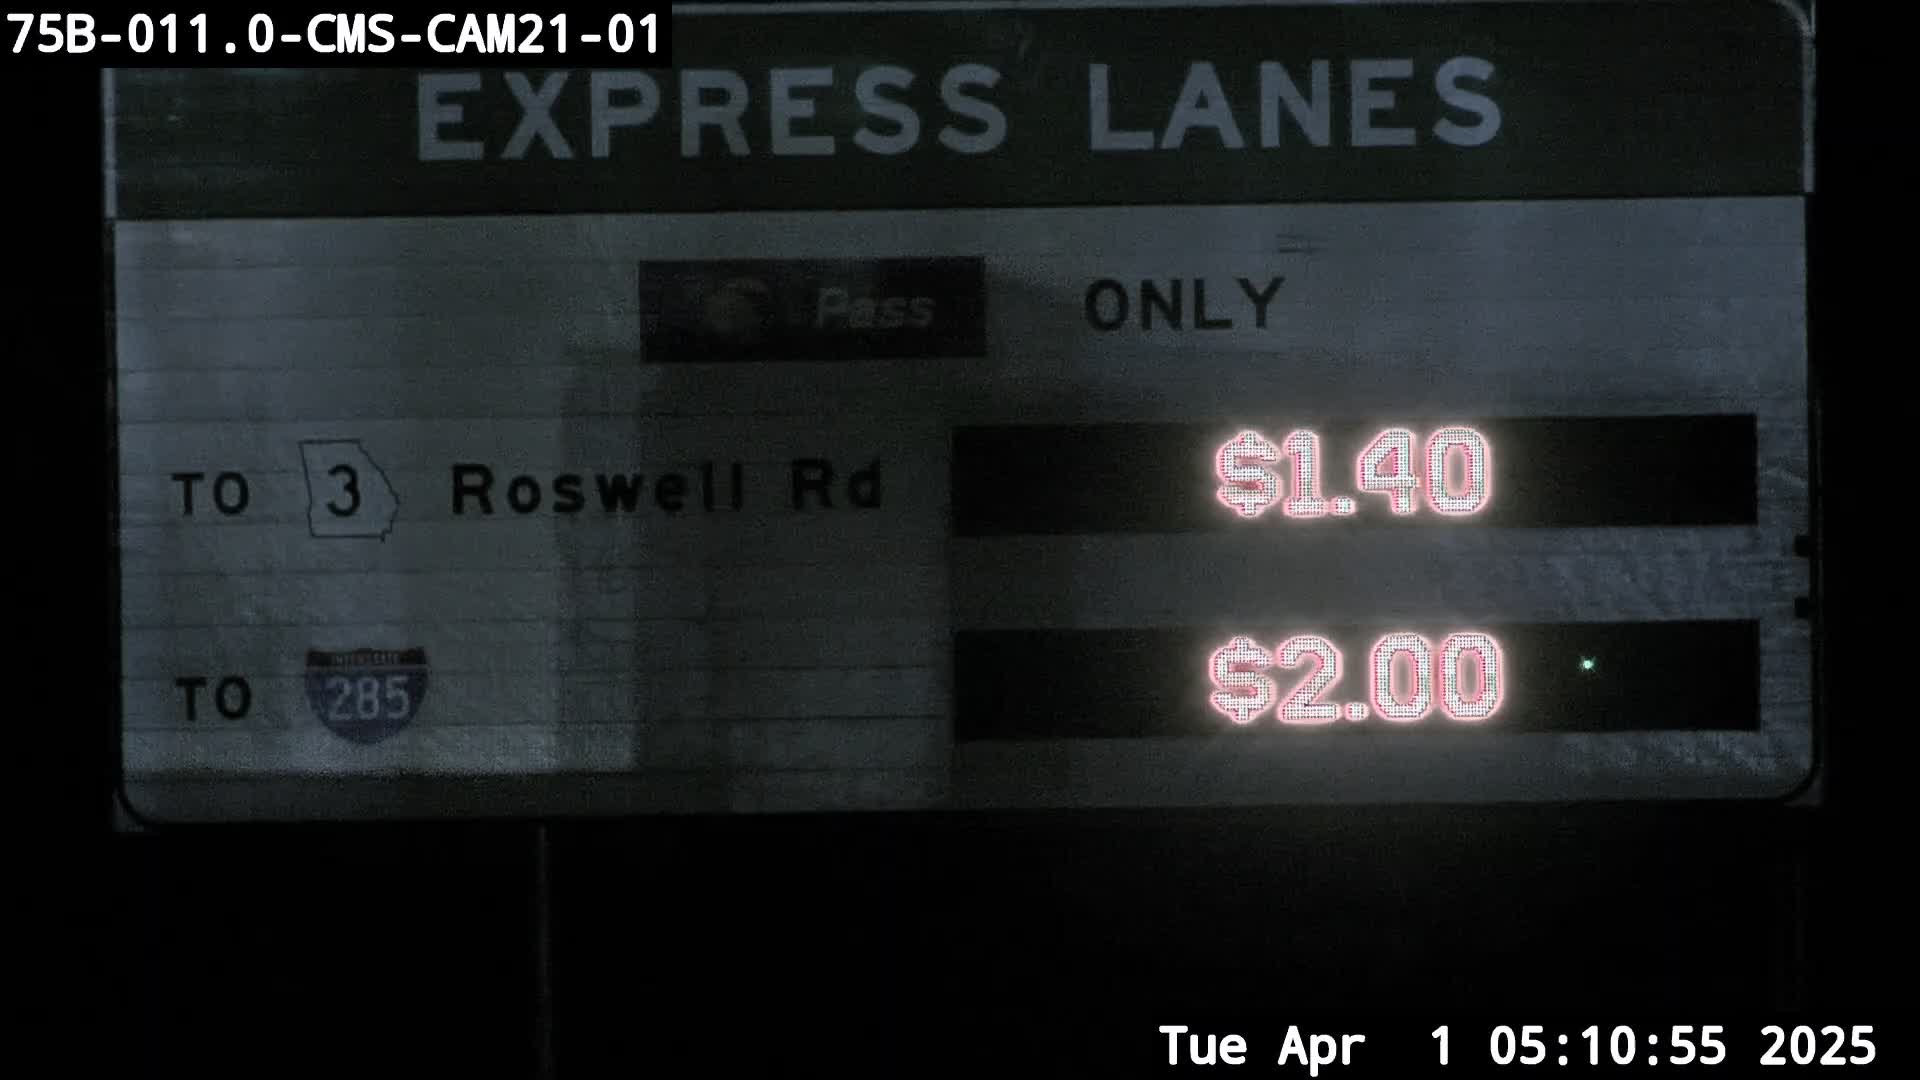 75B-011.0-CMS-CAM21-01
EXPRESS LANES
Pass ONLY
TO 3 Roswell Rd $1.40
INTERSTATE
TO 285 $2.00
Tue Apr 1 05:10:55 2025